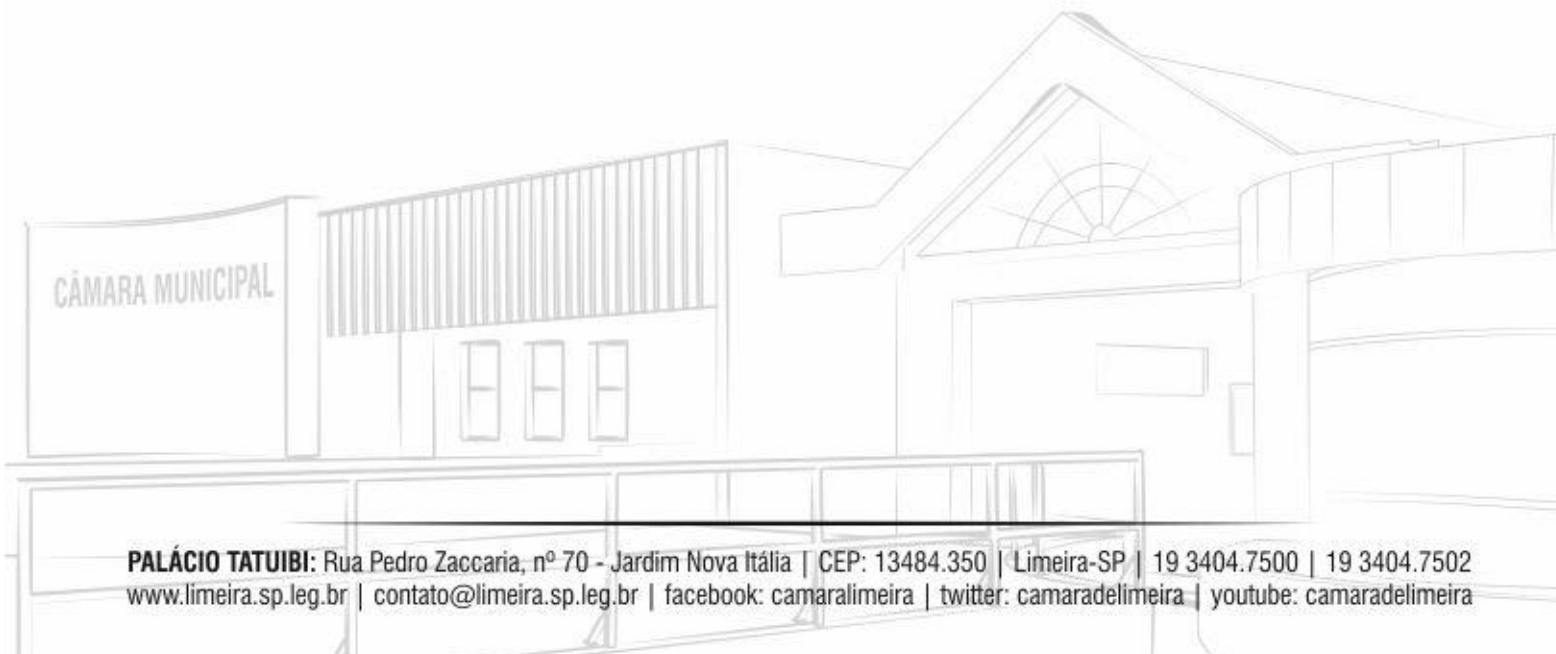 CÂMARA MUNICIPAL
PALÁCIO TATUIBI: Rua Pedro Zaccaria, nº 70 - Jardim Nova Itália | CEP: 13484.350 | Limeira-SP | 19 3404.7500 | 19 3404.7502
www.limeira.sp.leg.br | contato@limeira.sp.leg.br | facebook: camaralimeira | twitter: camaradelimeira | youtube: camaradelimeira